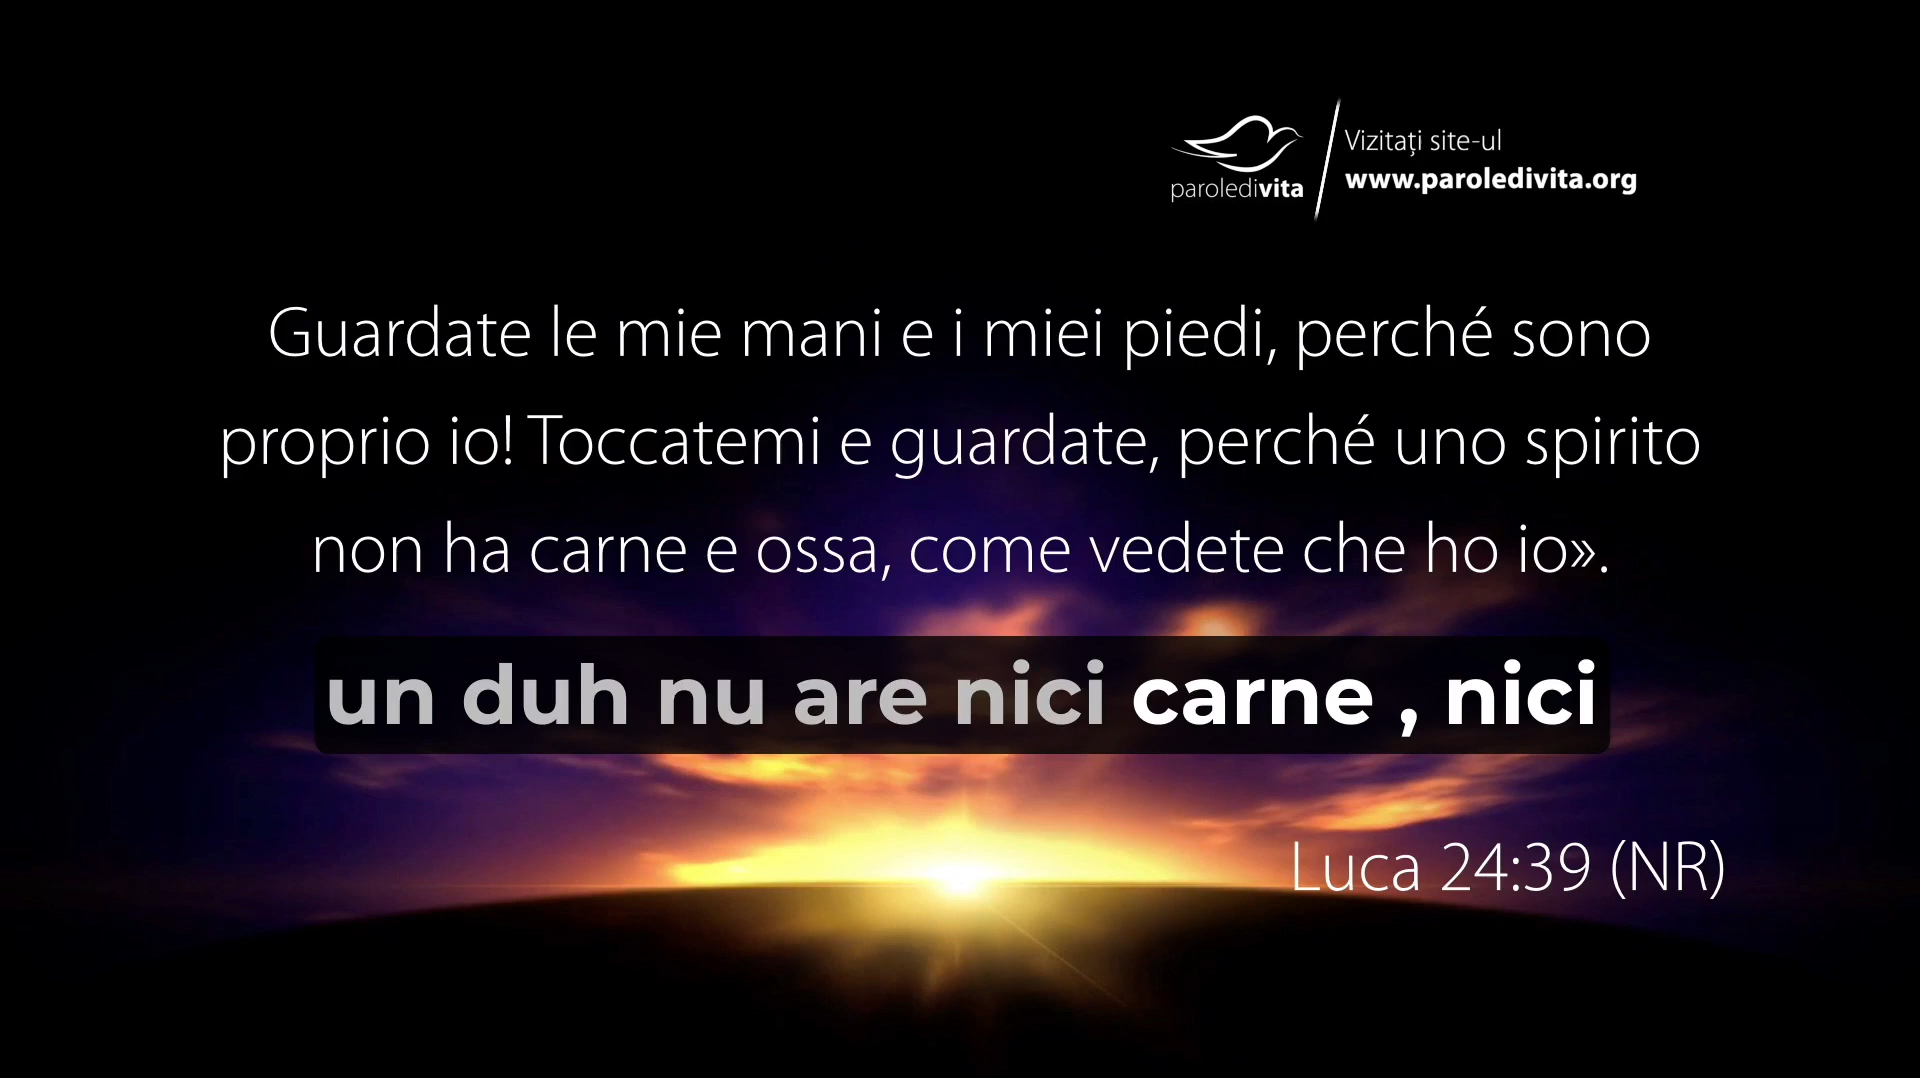 Vizitați site-ul
www.paroledivita.org
paroledivita
Guardate le mie mani e i miei piedi, perché sono
proprio io! Toccatemi e guardate, perché uno spirito
non ha carne e ossa, come vedete che ho io».
un duh nu are nici carne , nici
Luca 24:39 (NR)